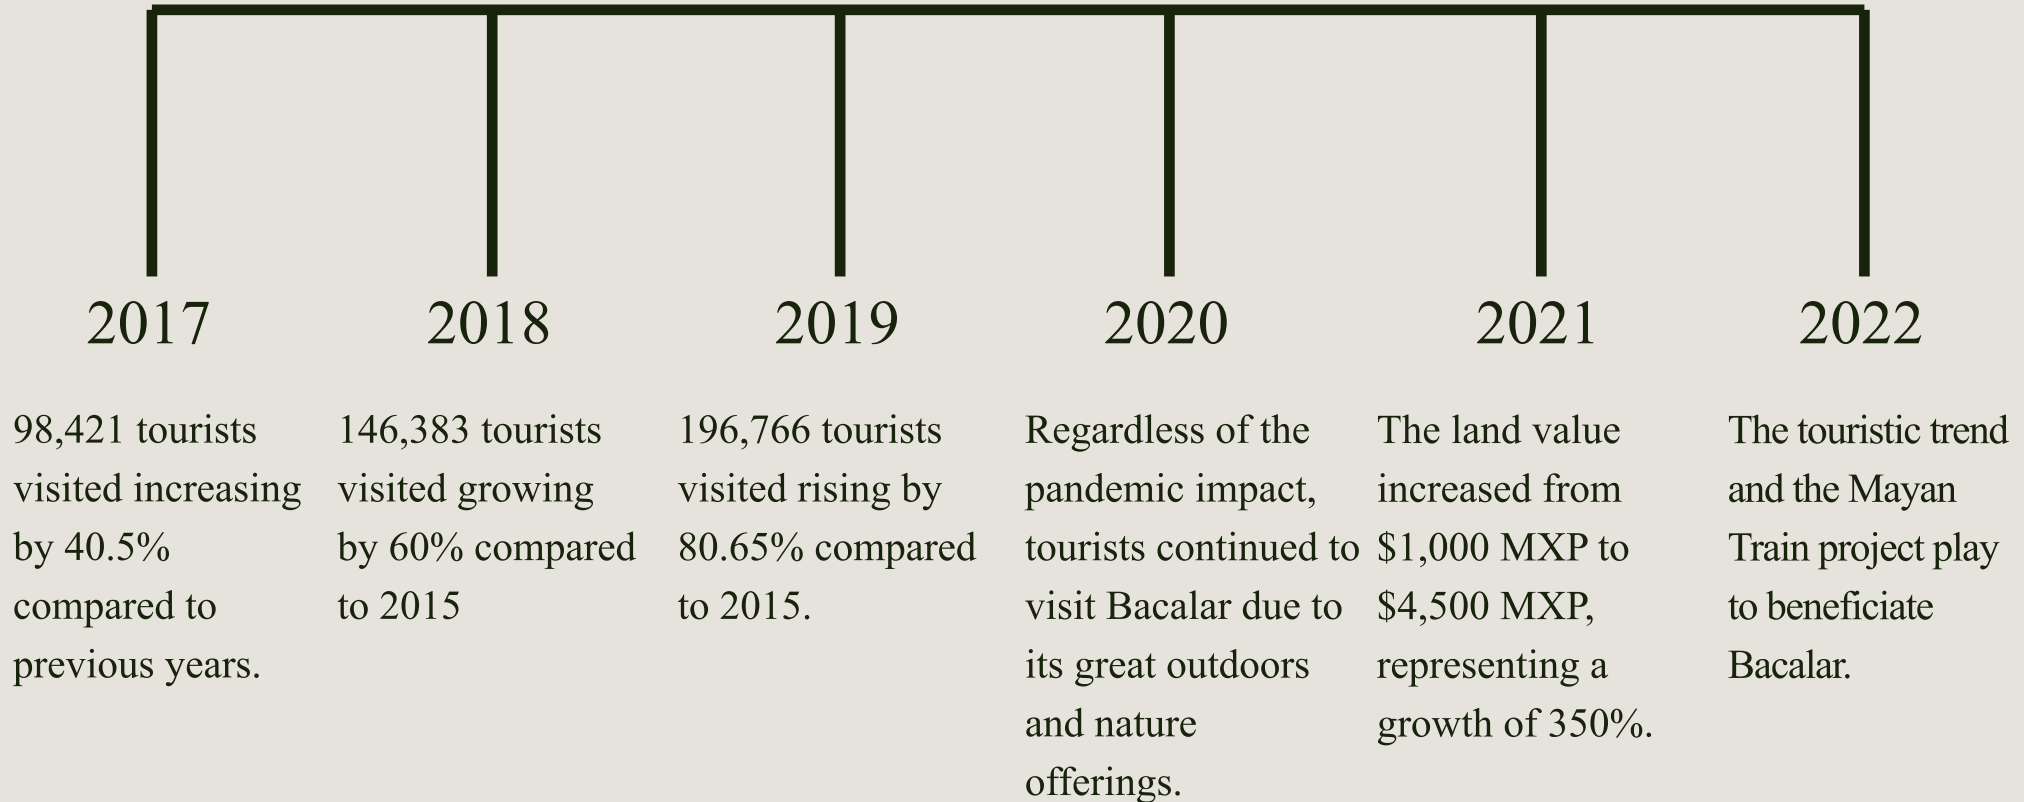 2017
98,421 tourists
visited increasing
by 40.5%
compared to
previous years.
2018
146,383 tourists
visited growing
by 60% compared
to 2015
2019
196,766 tourists
visited rising by
80.65% compared
to 2015.
2020
Regardless of the
pandemic impact,
tourists continued to
visit Bacalar due to
its great outdoors
and nature
offerings.
2021
The land value
increased from
$1,000 MXP to
$4,500 MXP,
representing a
growth of 350%.
2022
The touristic trend
and the Mayan
Train project play
to beneficiate
Bacalar.